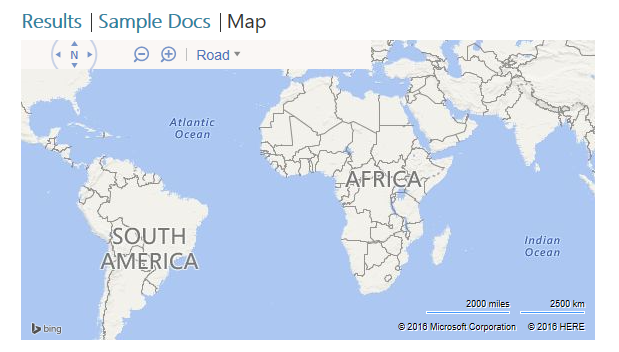 Results | Sample Docs | Map
N
Road
Atlantic
Ocean
AFRICA
SOUTH
AMERICA
Indian
Ocean
2000 miles 2500 km
bing
© 2016 Microsoft Corporation © 2016 HERE